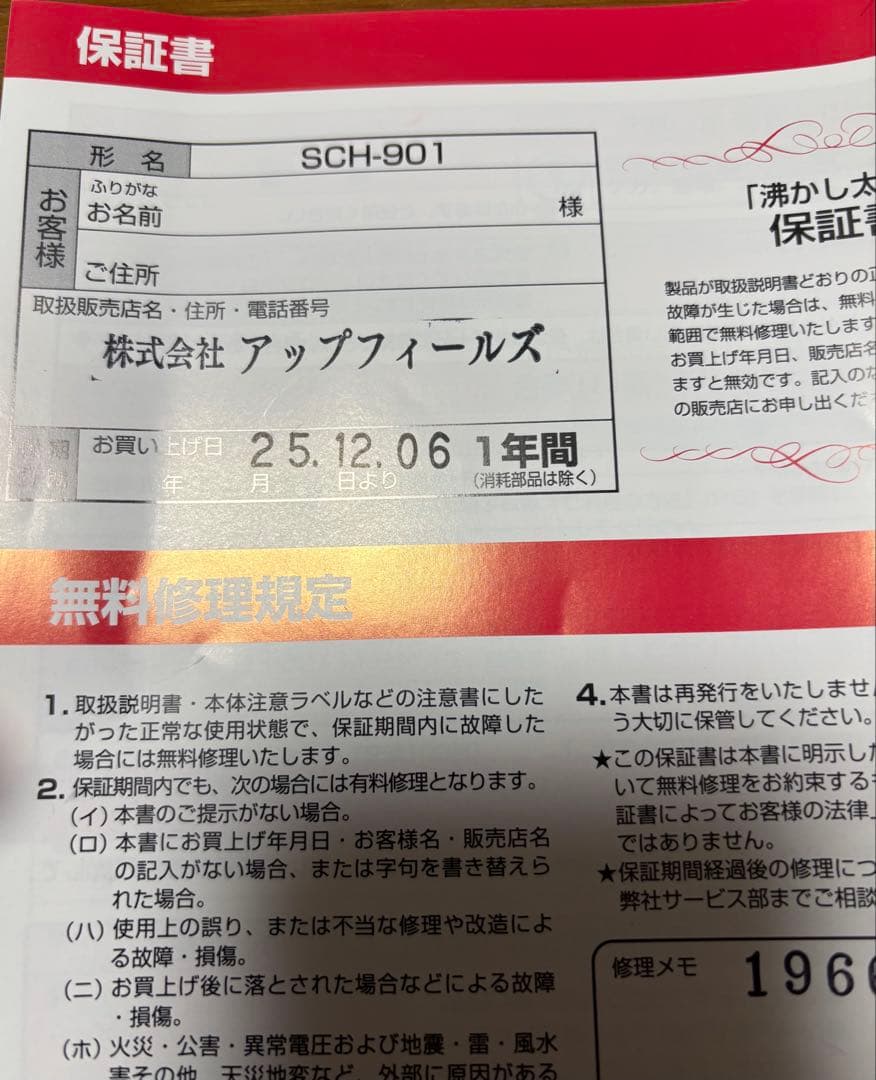 保証書
形名 SCH-901
お客様
ふりがな
お名前 様
ご住所
取扱販売店名・住所・電話番号
株式会社 アップフィールズ
お買い上げ日 25.12.06 1年間
年 月 日より (消耗部品は除く)
「沸かし太
保証書
製品が取扱説明書どおりの正
故障が生じた場合は、無料
範囲で無料修理いたします
お買上げ年月日、販売店名
ますと無効です。記入のな
の販売店にお申し出くださ
無料修理規定
1. 取扱説明書・本体注意ラベルなどの注意書にした
がった正常な使用状態で、保証期間内に故障した
場合には無料修理いたします。
2. 保証期間内でも、次の場合には有料修理となります。
(イ) 本書のご提示がない場合。
(ロ) 本書にお買上げ年月日・お客様名・販売店名
の記入がない場合、または字句を書き替えら
れた場合。
(ハ) 使用上の誤り、または不当な修理や改造によ
る故障・損傷。
(ニ) お買上げ後に落とされた場合などによる故障
・損傷。
(ホ) 火災・公害・異常電圧および地震・雷・風水
害その他、天災地変など、外部に原因がある
4. 本書は再発行をいたしませ
う大切に保管してください。
★この保証書は本書に明示した
いて無料修理をお約束する
証書によってお客様の法律
ではありません。
★保証期間経過後の修理につ
弊社サービス部までご相談
修理メモ 1966